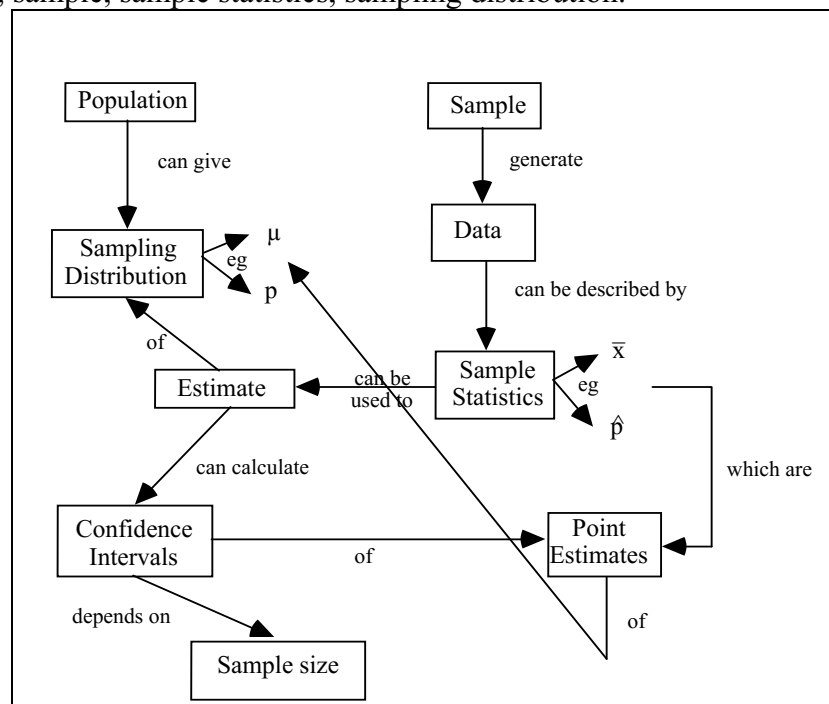 , sample, sample statistics, sampling distribution.
Population
Sample
can give
generate
Sampling
Distribution
μ
eg
p
Data
can be described by
of
Estimate
can be
used to
Sample
Statistics
x̅
eg
p̂
can calculate
which are
Confidence
Intervals
of
Point
Estimates
depends on
of
Sample size